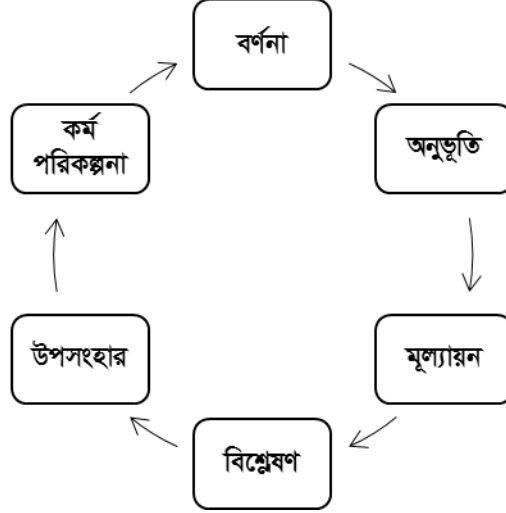 বর্ণনা
অনুভূতি
মূল্যায়ন
বিশ্লেষণ
উপসংহার
কর্ম
পরিকল্পনা